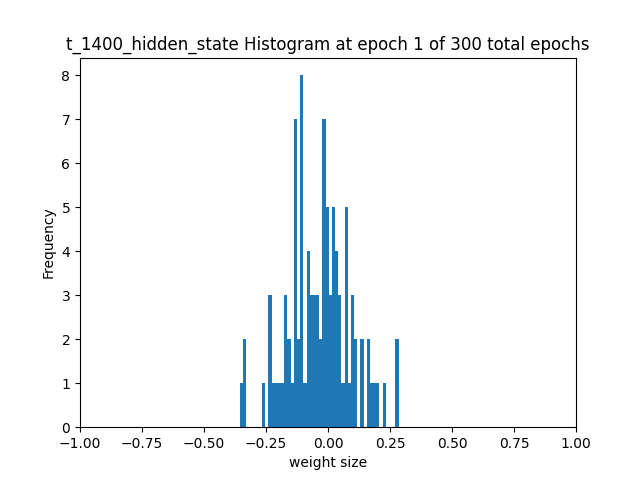 t_1400_hidden_state Histogram at epoch 1 of 300 total epochs
8
7
6
5
4
3
2
1
0
Frequency
−1.00 −0.75 −0.50 −0.25 0.00 0.25 0.50 0.75 1.00
weight size